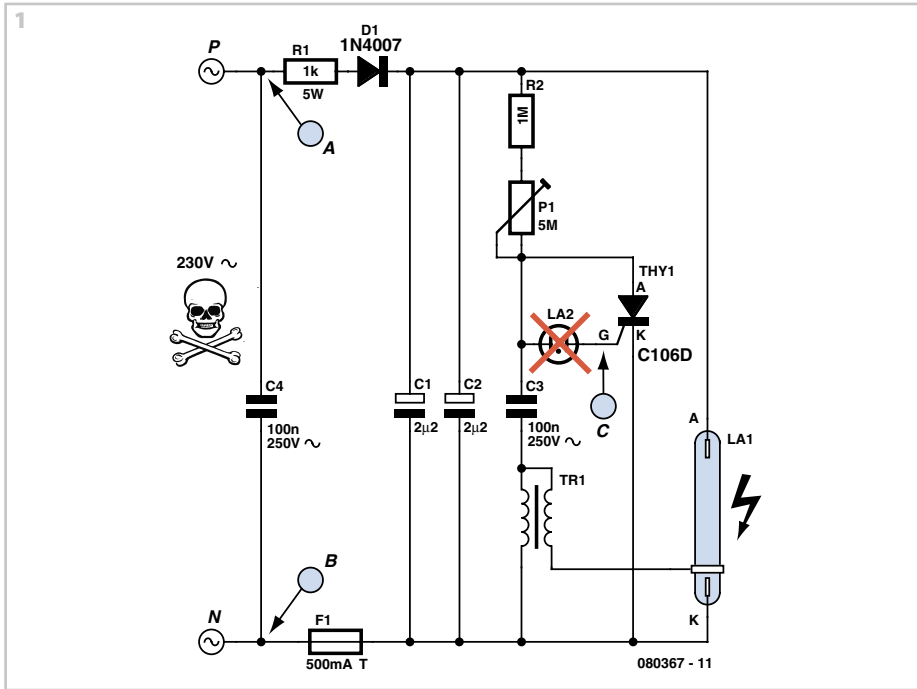 1
D1
1N4007
P
R1
1k
5W
A
R2
1M
P1
5M
230V ~
THY1
A
LA2
G
K
C106D
C4
100n
250V ~
C1
2µ2
C2
2µ2
C3
100n
250V ~
C
A
LA1
TR1
B
K
N
F1
500mA T
080367 - 11